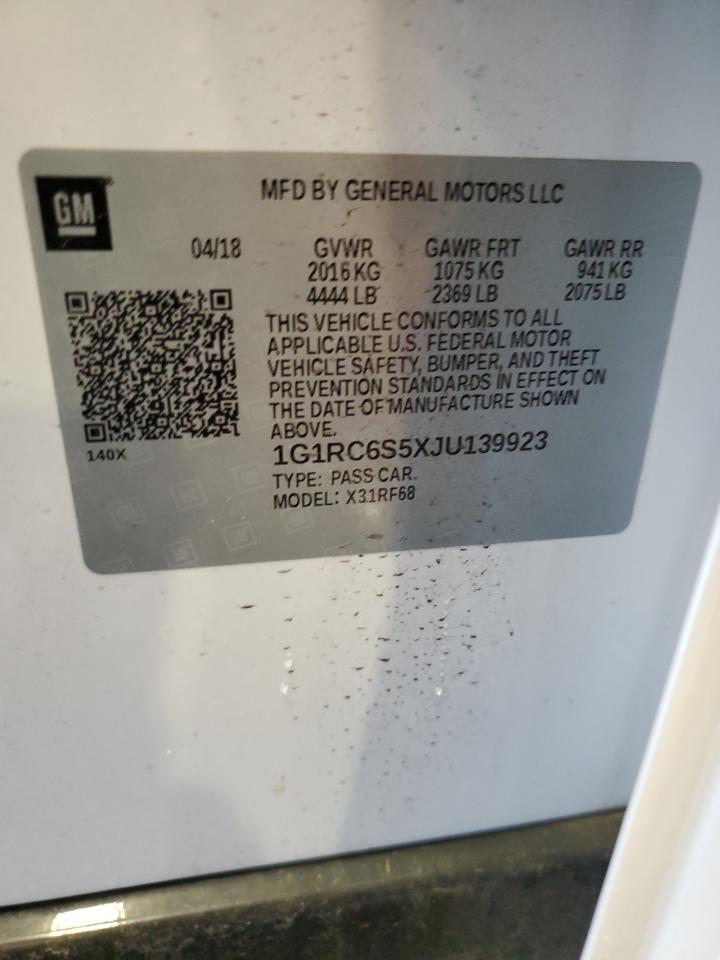 GM
MFD BY GENERAL MOTORS LLC
04/18 GVWR GAWR FRT GAWR RR
2016 KG 1075 KG 941 KG
4444 LB 2369 LB 2075 LB
THIS VEHICLE CONFORMS TO ALL
APPLICABLE U.S. FEDERAL MOTOR
VEHICLE SAFETY, BUMPER, AND THEFT
PREVENTION STANDARDS IN EFFECT ON
THE DATE OF MANUFACTURE SHOWN
ABOVE.
140X
1G1RC6S5XJU139923
TYPE: PASS CAR.
MODEL: X31RF68